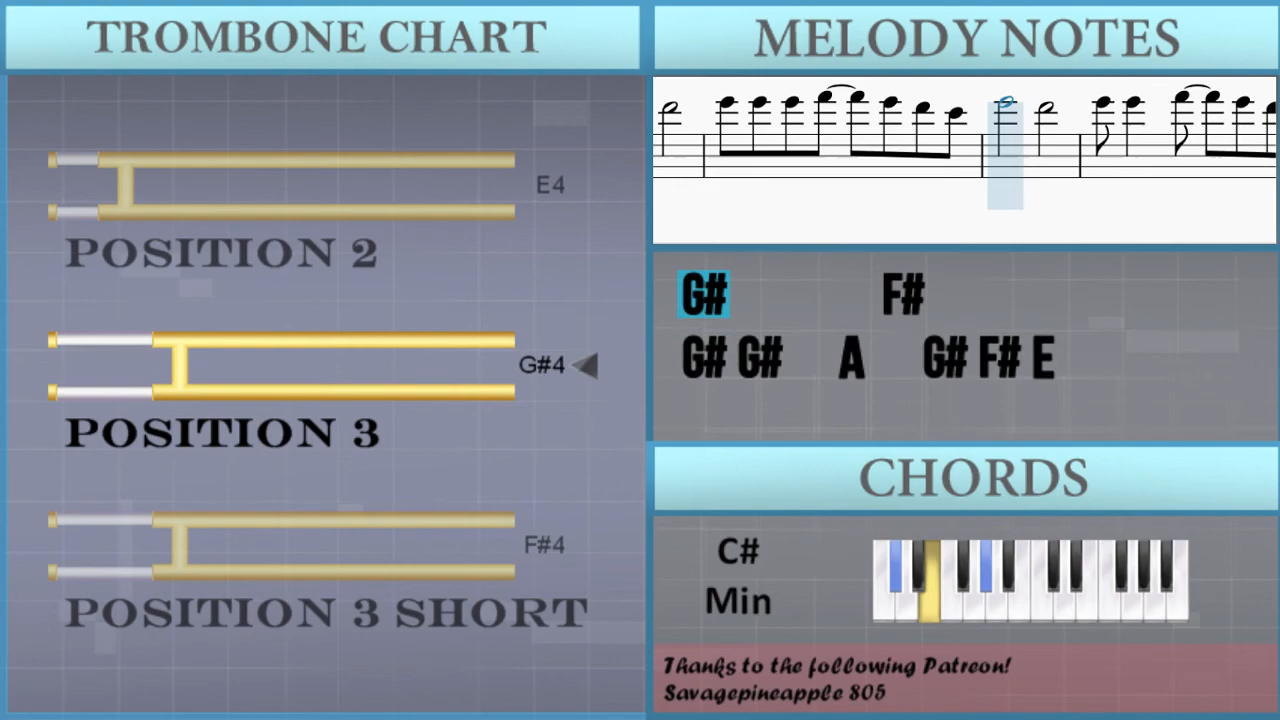 TROMBONE CHART
E4
POSITION 2
G#4
POSITION 3
F#4
POSITION 3 SHORT
MELODY NOTES
G# F#
G# G# A G# F# E
CHORDS
C#
Min
Thanks to the following Patreon!
Savagepineapple 805